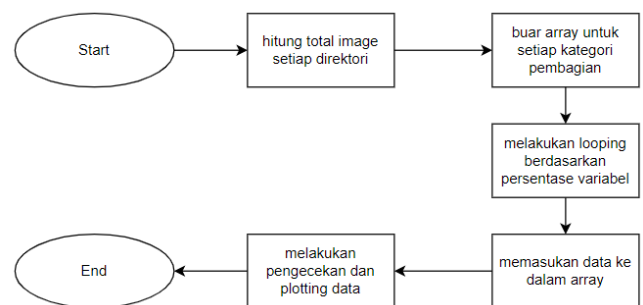 Start
hitung total image
setiap direktori
buar array untuk
setiap kategori
pembagian
melakukan looping
berdasarkan
persentase variabel
memasukan data ke
dalam array
melakukan
pengecekan dan
plotting data
End